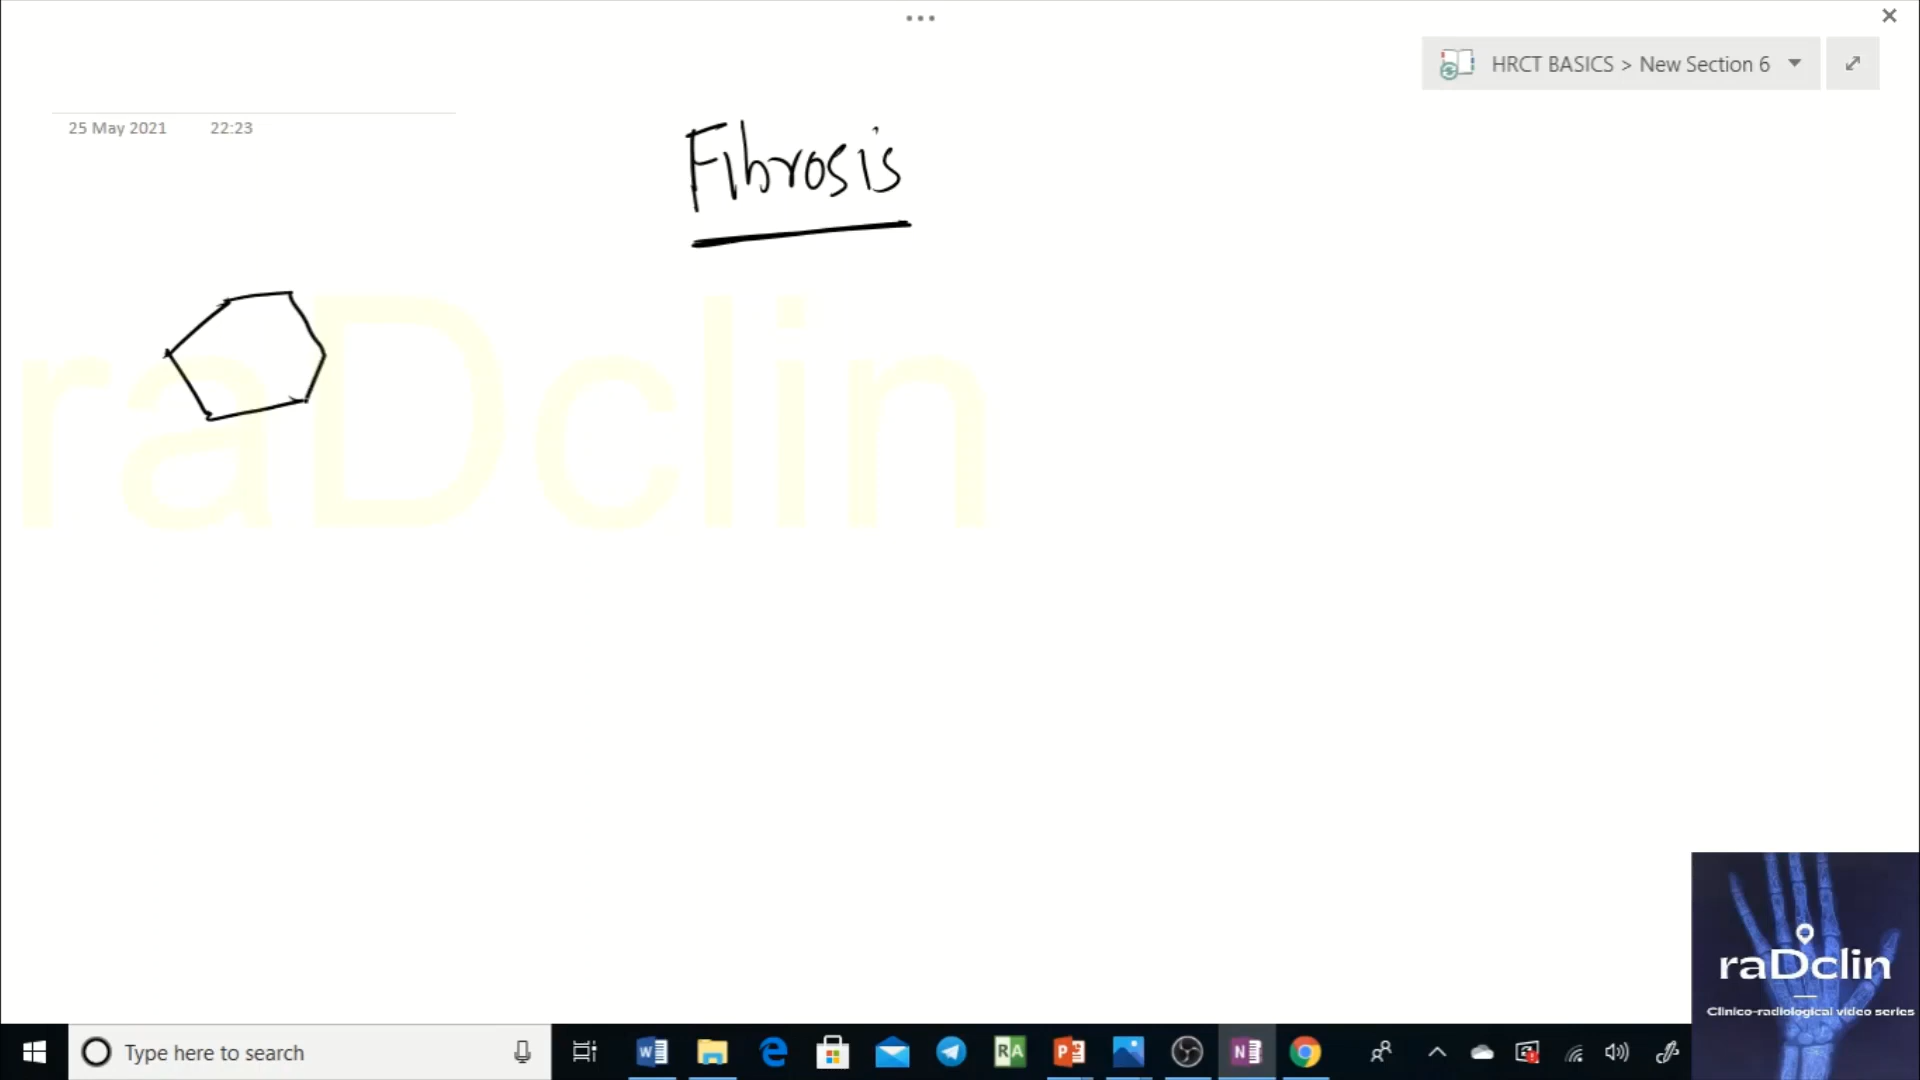 HRCT BASICS > New Section 6
25 May 2021 22:23
Fibrosis
raDclin
raDclin
Clinico-radiological video series
Type here to search